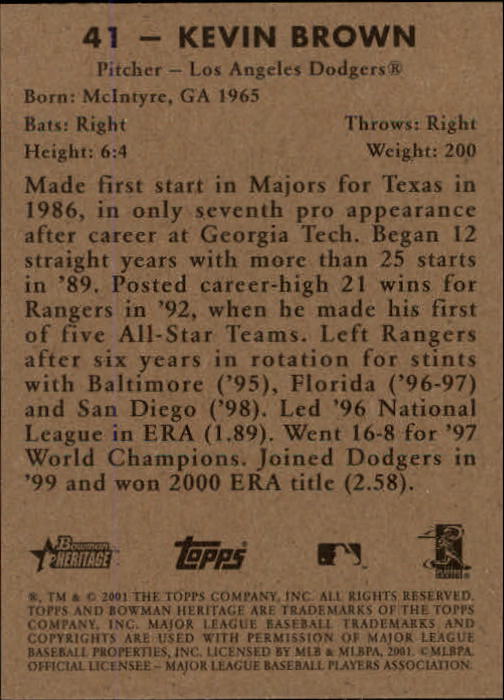 41 – KEVIN BROWN
Pitcher – Los Angeles Dodgers®
Born: McIntyre, GA 1965
Bats: Right Throws: Right
Height: 6:4 Weight: 200
Made first start in Majors for Texas in
1986, in only seventh pro appearance
after career at Georgia Tech. Began 12
straight years with more than 25 starts
in '89. Posted career-high 21 wins for
Rangers in '92, when he made his first
of five All-Star Teams. Left Rangers
after six years in rotation for stints
with Baltimore ('95), Florida ('96-97)
and San Diego ('98). Led '96 National
League in ERA (1.89). Went 16-8 for '97
World Champions. Joined Dodgers in
'99 and won 2000 ERA title (2.58).
Bowman
HERITAGE
Topps
®, TM & © 2001 THE TOPPS COMPANY, INC. ALL RIGHTS RESERVED.
TOPPS AND BOWMAN HERITAGE ARE TRADEMARKS OF THE TOPPS
COMPANY, INC. MAJOR LEAGUE BASEBALL TRADEMARKS AND
COPYRIGHTS ARE USED WITH PERMISSION OF MAJOR LEAGUE
BASEBALL PROPERTIES, INC. LICENSED BY MLB & MLBPA, 2001. ©MLBPA.
OFFICIAL LICENSEE – MAJOR LEAGUE BASEBALL PLAYERS ASSOCIATION.